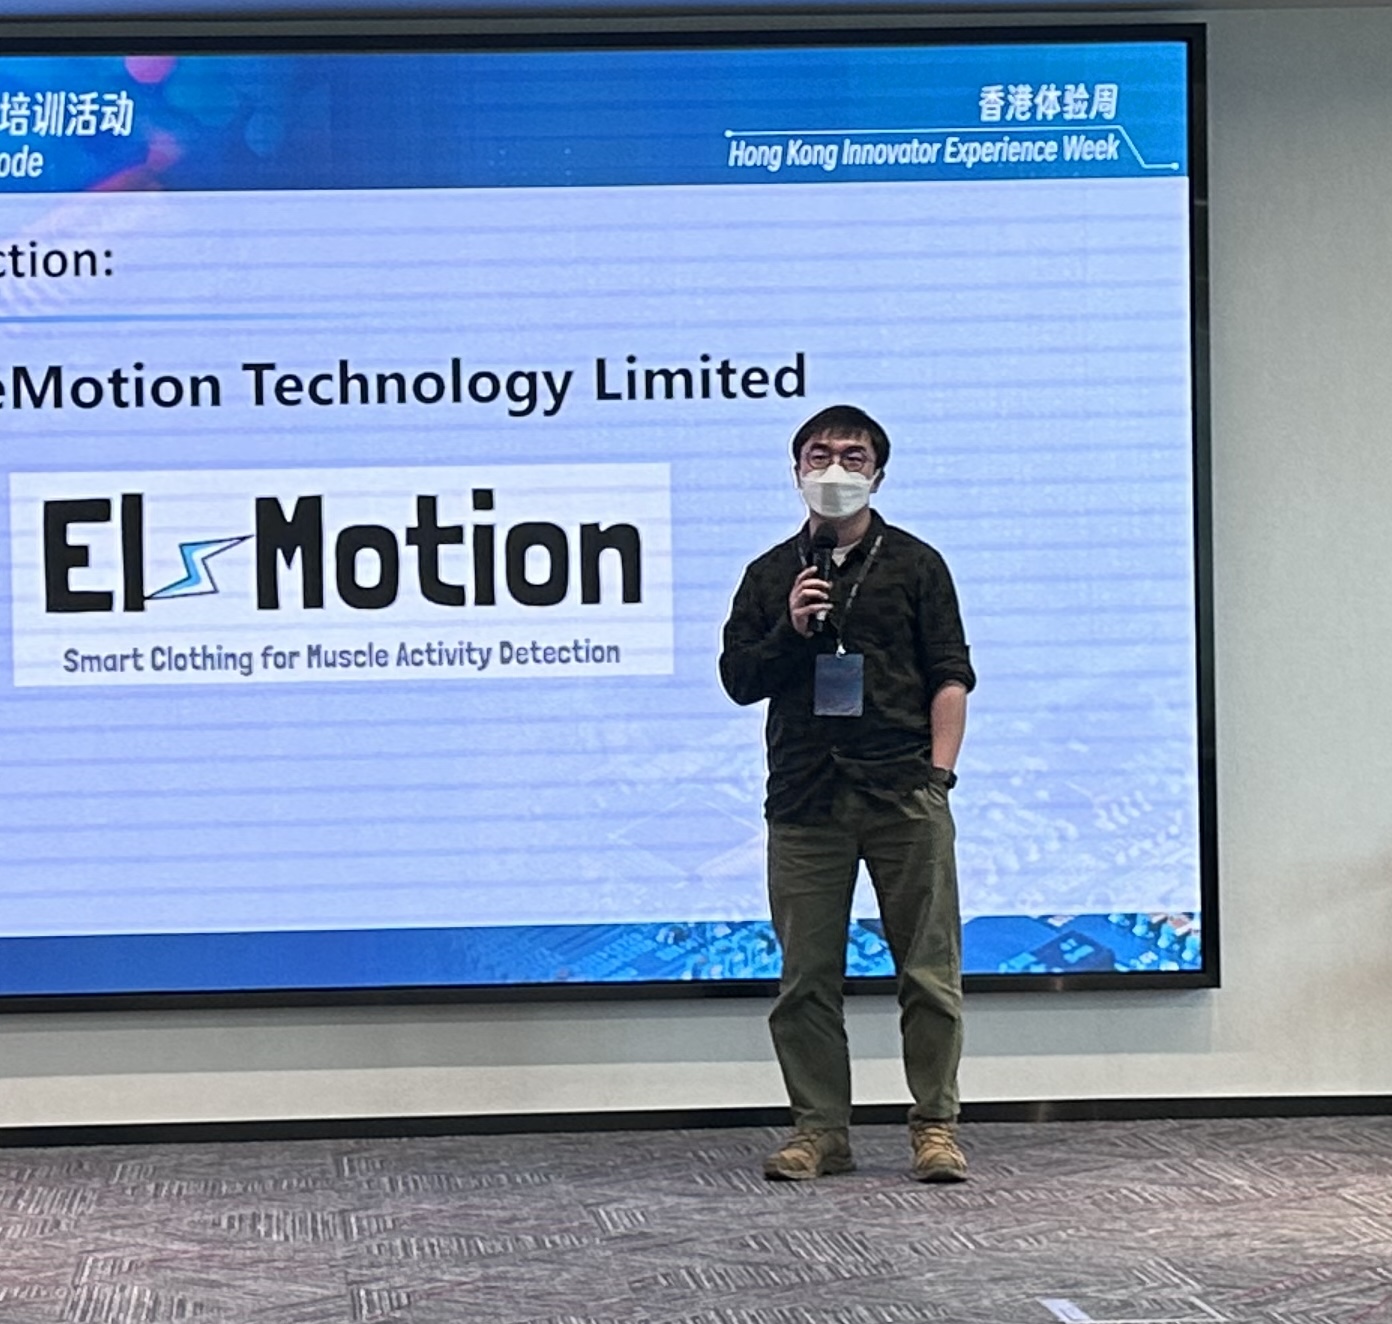 培训活动
香港体验周
ode
Hong Kong Innovator Experience Week
ction:
eMotion Technology Limited
El Motion
Smart Clothing for Muscle Activity Detection